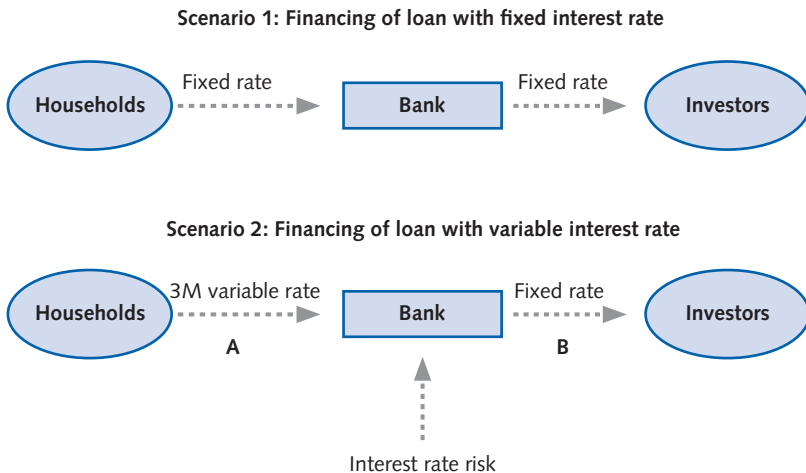 Scenario 1: Financing of loan with fixed interest rate
Fixed rate
Fixed rate
Households
Bank
Investors
Scenario 2: Financing of loan with variable interest rate
3M variable rate
Fixed rate
Households
Bank
Investors
A
B
Interest rate risk